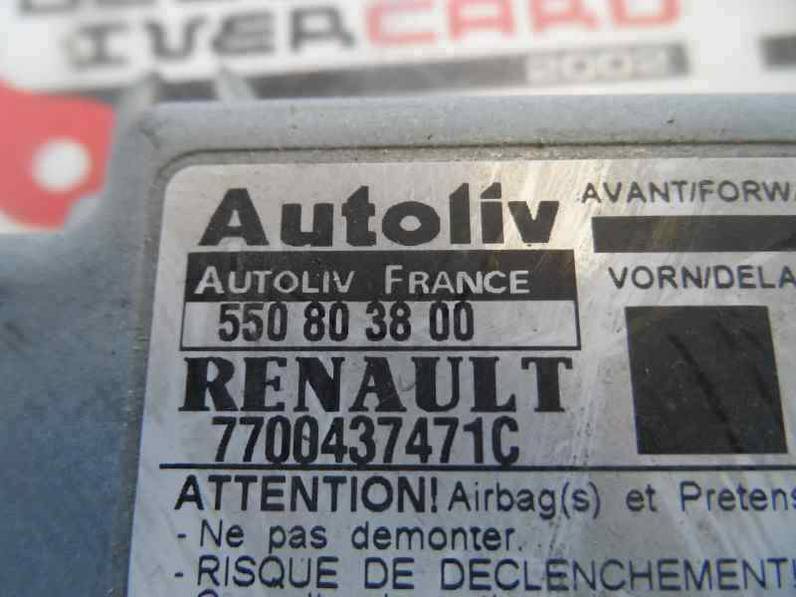 IVERCARD
2002
Autoliv
AVANT/FORWA
AUTOLIV FRANCE
VORN/DELA
550 80 38 00
RENAULT
7700437471C
ATTENTION! Airbag(s) et Pretens
- Ne pas demonter.
- RISQUE DE DECLENCHEMENT!